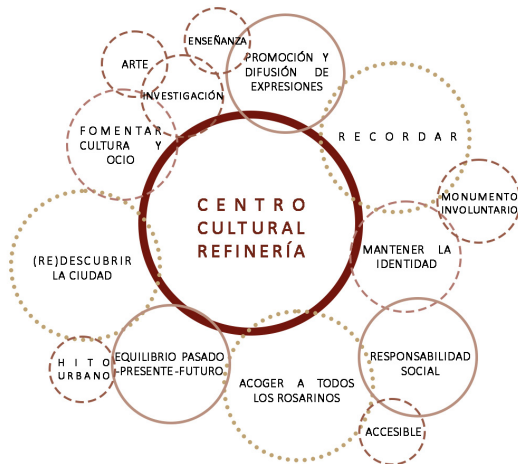 ENSEÑANZA
ARTE
PROMOCIÓN Y
DIFUSIÓN DE
EXPRESIONES
INVESTIGACIÓN
FOMENTAR
CULTURA Y
OCIO
RECORDAR
MONUMENTO
INVOLUNTARIO
CENTRO
CULTURAL
REFINERÍA
MANTENER LA
IDENTIDAD
(RE)DESCUBRIR
LA CIUDAD
HITO
URBANO
EQUILIBRIO PASADO
-PRESENTE-FUTURO
ACOGER A TODOS
LOS ROSARINOS
RESPONSABILIDAD
SOCIAL
ACCESIBLE